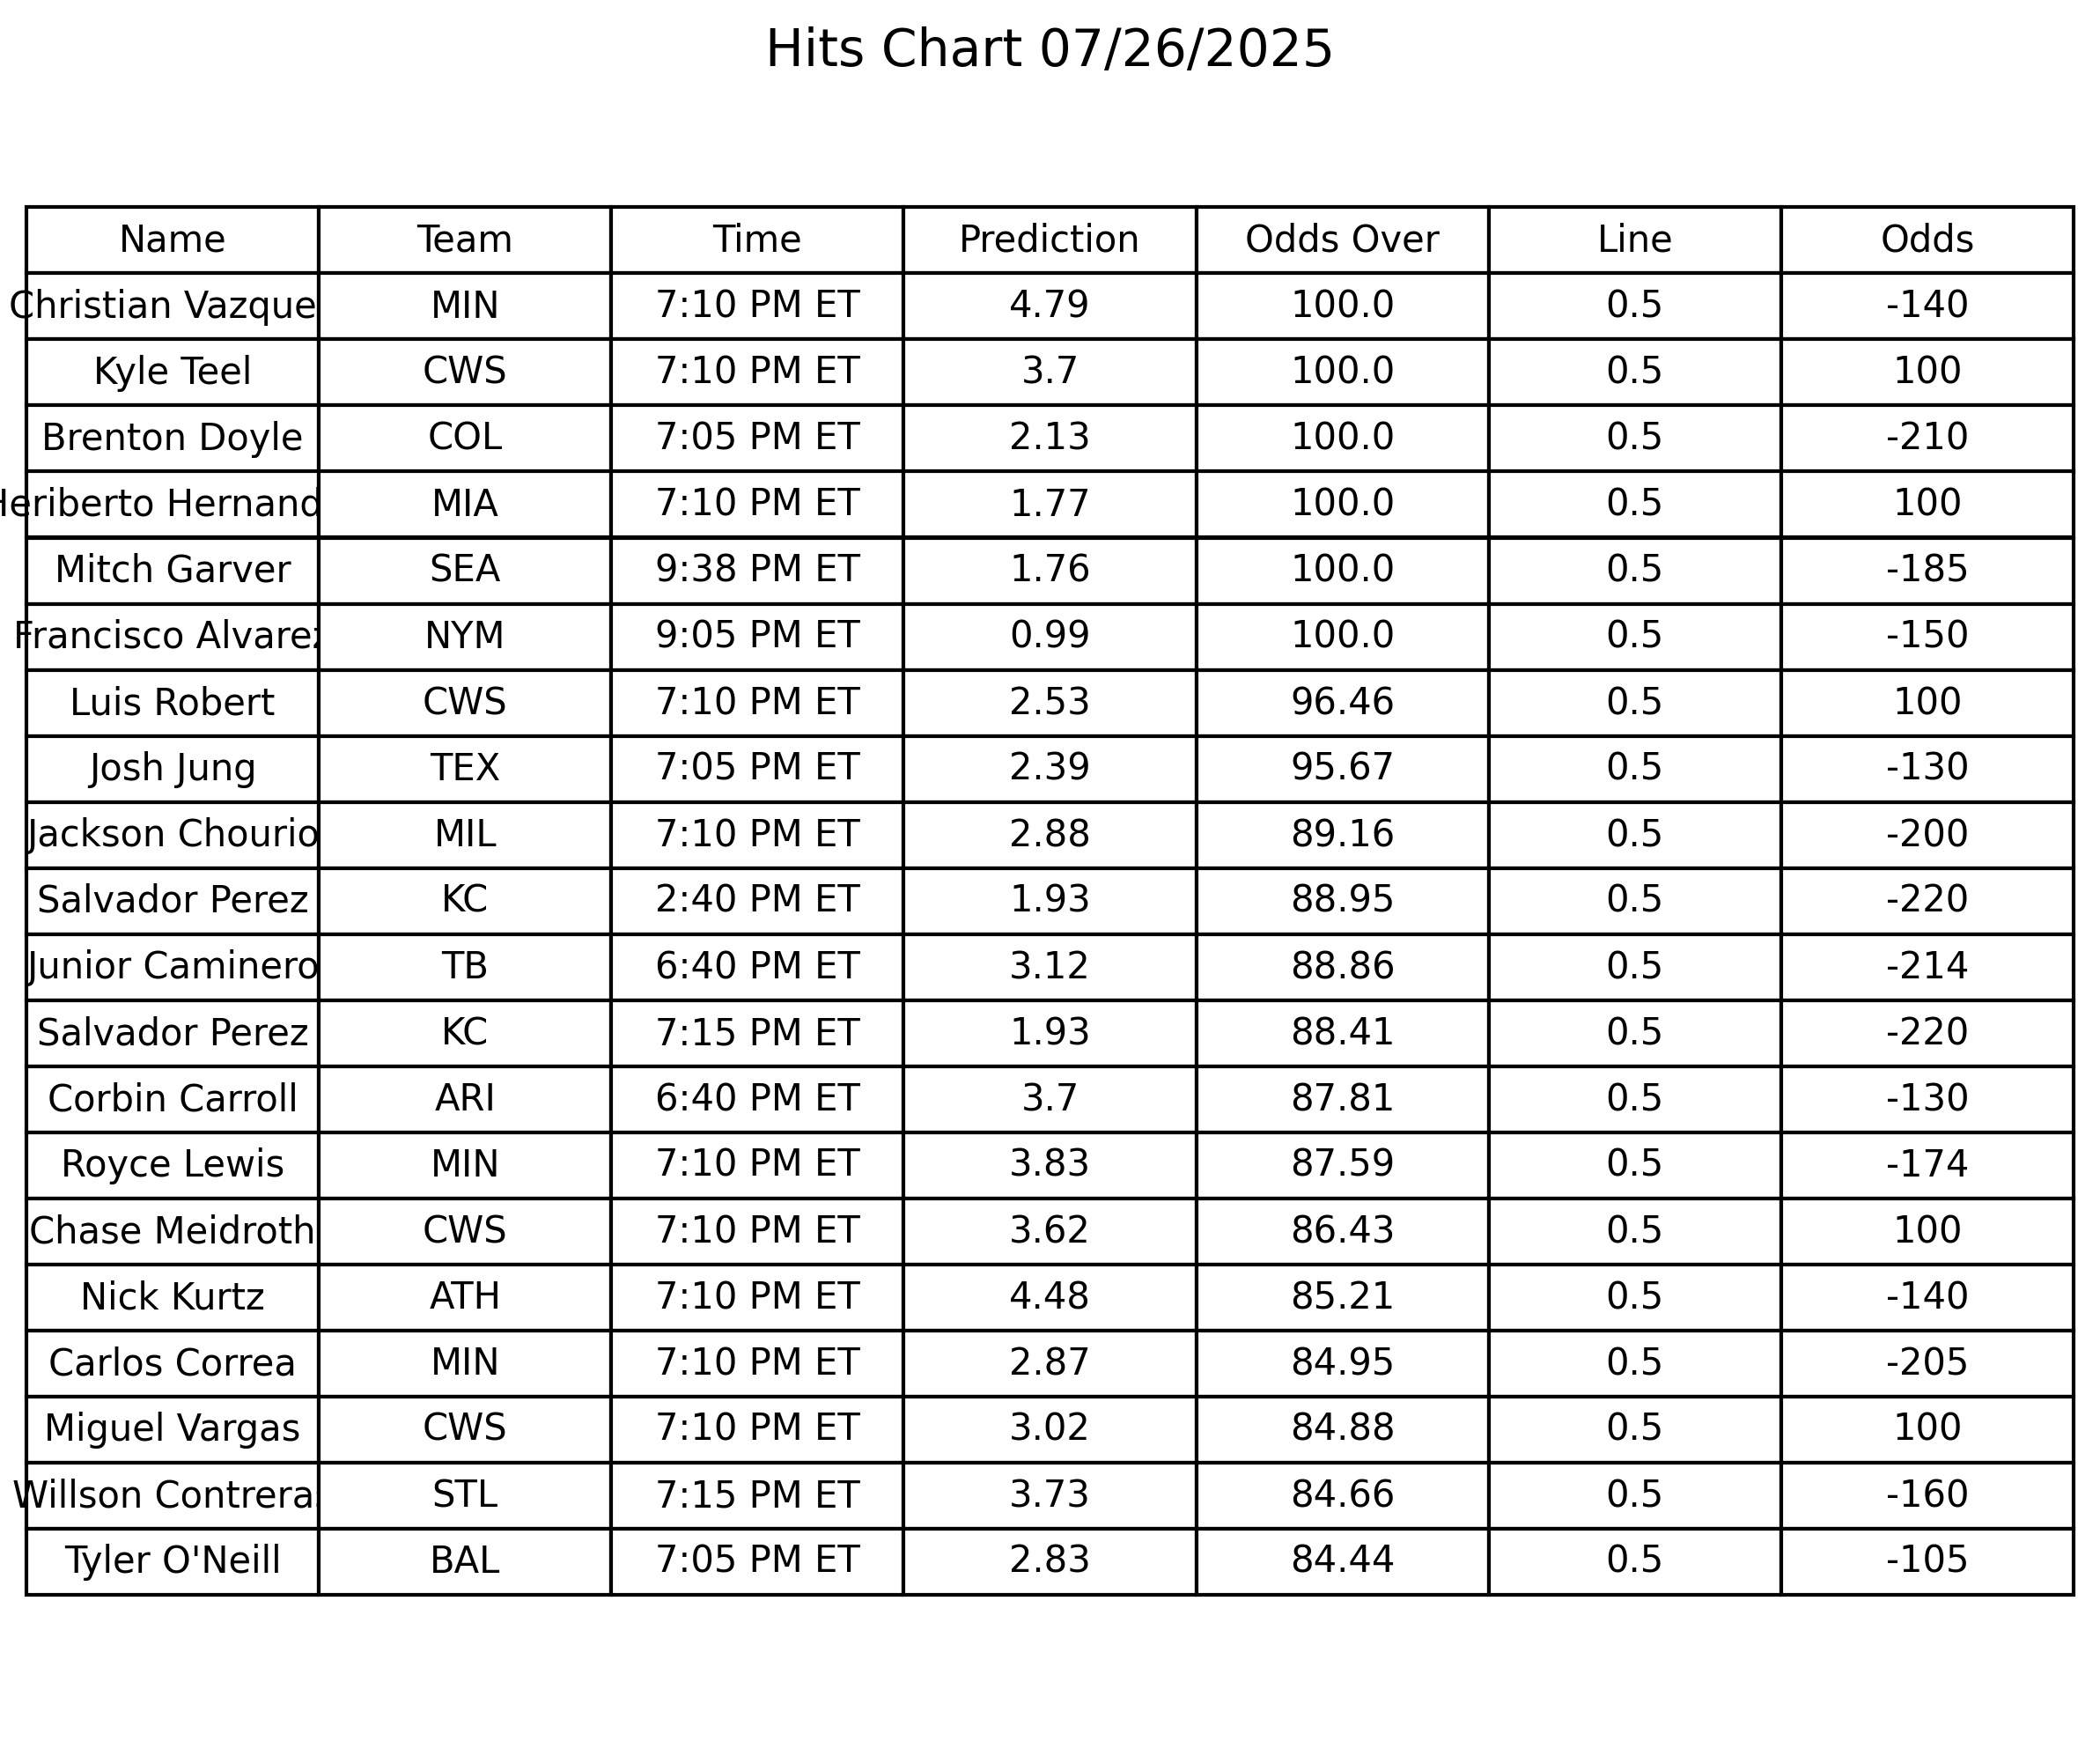 Hits Chart 07/26/2025
Name Team Time Prediction Odds Over Line Odds
Christian Vazque MIN 7:10 PM ET 4.79 100.0 0.5 -140
Kyle Teel CWS 7:10 PM ET 3.7 100.0 0.5 100
Brenton Doyle COL 7:05 PM ET 2.13 100.0 0.5 -210
Heriberto Hernand MIA 7:10 PM ET 1.77 100.0 0.5 100
Mitch Garver SEA 9:38 PM ET 1.76 100.0 0.5 -185
Francisco Alvarez NYM 9:05 PM ET 0.99 100.0 0.5 -150
Luis Robert CWS 7:10 PM ET 2.53 96.46 0.5 100
Josh Jung TEX 7:05 PM ET 2.39 95.67 0.5 -130
Jackson Chourio MIL 7:10 PM ET 2.88 89.16 0.5 -200
Salvador Perez KC 2:40 PM ET 1.93 88.95 0.5 -220
Junior Caminero TB 6:40 PM ET 3.12 88.86 0.5 -214
Salvador Perez KC 7:15 PM ET 1.93 88.41 0.5 -220
Corbin Carroll ARI 6:40 PM ET 3.7 87.81 0.5 -130
Royce Lewis MIN 7:10 PM ET 3.83 87.59 0.5 -174
Chase Meidroth CWS 7:10 PM ET 3.62 86.43 0.5 100
Nick Kurtz ATH 7:10 PM ET 4.48 85.21 0.5 -140
Carlos Correa MIN 7:10 PM ET 2.87 84.95 0.5 -205
Miguel Vargas CWS 7:10 PM ET 3.02 84.88 0.5 100
Willson Contreras STL 7:15 PM ET 3.73 84.66 0.5 -160
Tyler O'Neill BAL 7:05 PM ET 2.83 84.44 0.5 -105